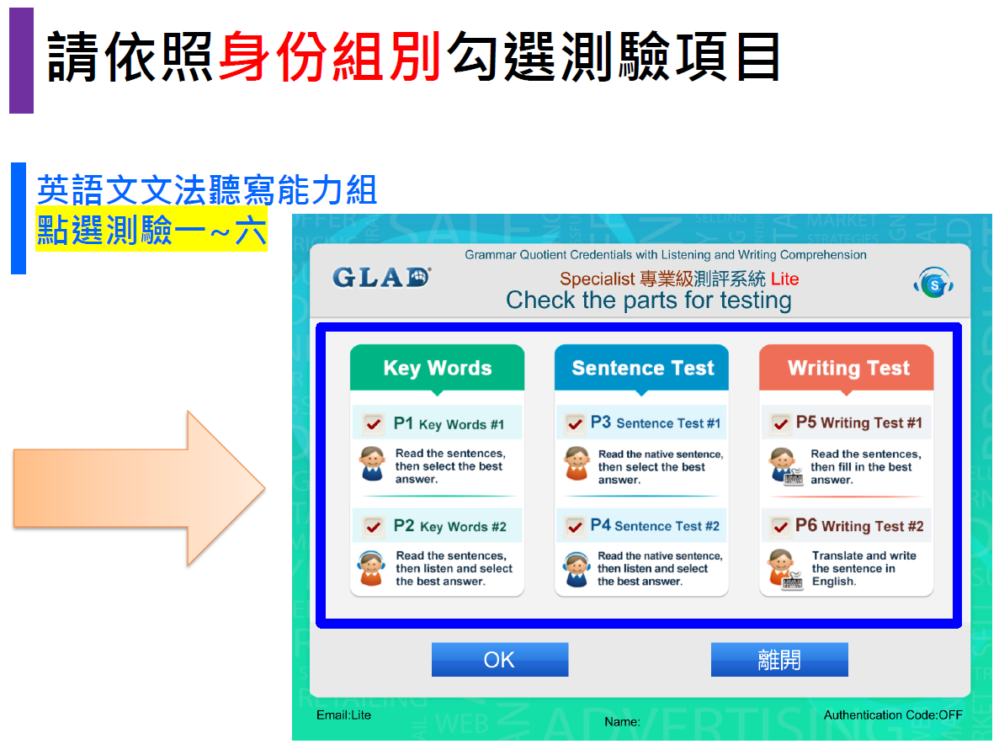 請依照身份組別勾選測驗項目
英語文文法聽寫能力組
點選測驗一~六
Grammar Quotient Credentials with Listening and Writing Comprehension
GLAD
Specialist 專業級測評系統 Lite
Check the parts for testing
S
Key Words
P1 Key Words #1
Read the sentences,
then select the best
answer.
P2 Key Words #2
Read the sentences,
then listen and select
the best answer.
Sentence Test
P3 Sentence Test #1
Read the native sentence,
then select the best
answer.
P4 Sentence Test #2
Read the native sentence,
then listen and select
the best answer.
Writing Test
P5 Writing Test #1
Read the sentences,
then fill in the best
answer.
P6 Writing Test #2
Translate and write
the sentence in
English.
OK
離開
Email:Lite
Name:
Authentication Code:OFF
SALE
SELLING
MARKET
STRATEGIES
RETAILING
WEB
ADVERTISING